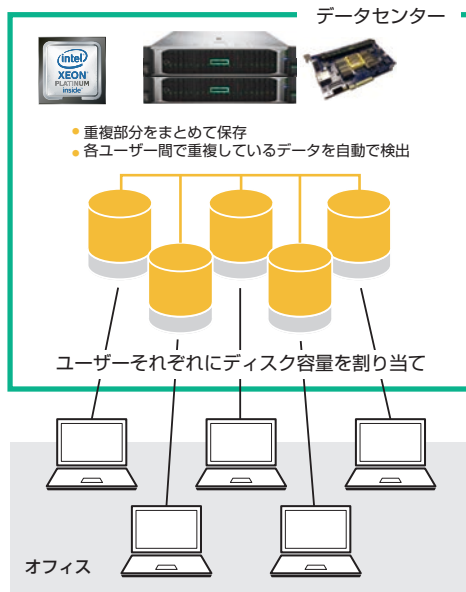 データセンター
intel
XEON
PLATINUM
inside
重複部分をまとめて保存
各ユーザー間で重複しているデータを自動で検出
ユーザーそれぞれにディスク容量を割り当て
オフィス